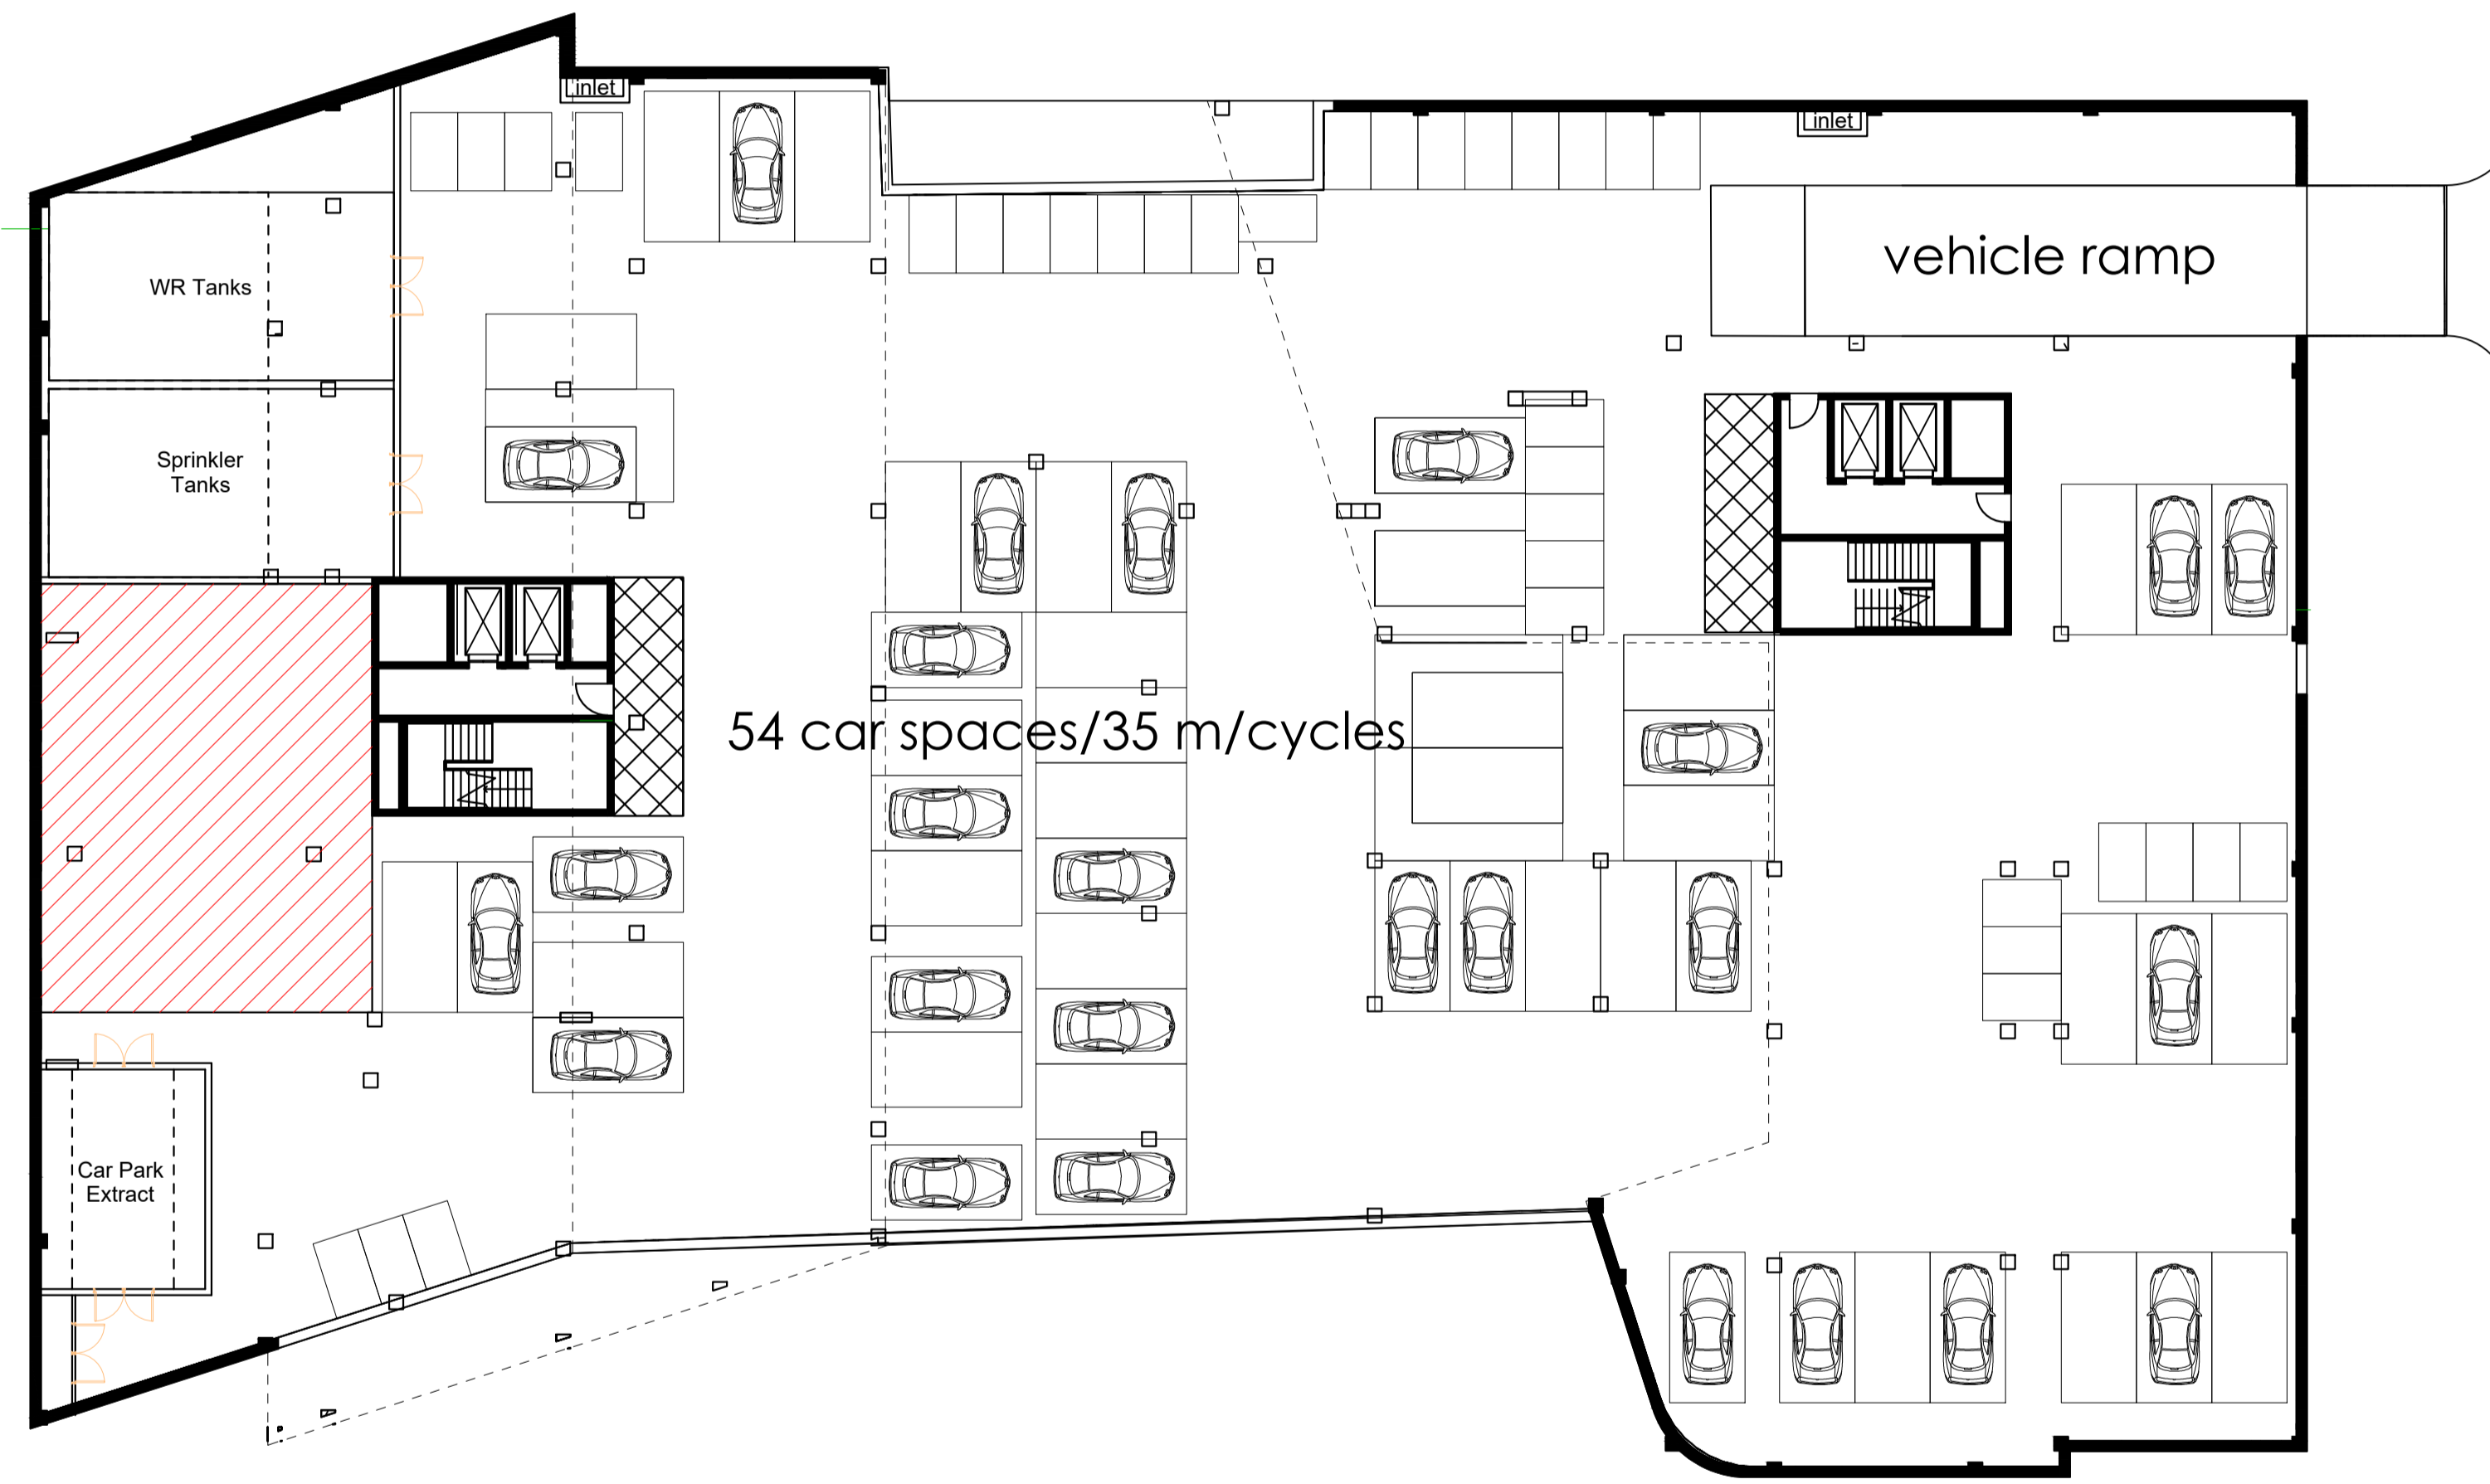 inlet
inlet
vehicle ramp
WR Tanks
Sprinkler
Tanks
54 car spaces/35 m/cycles
Car Park
Extract